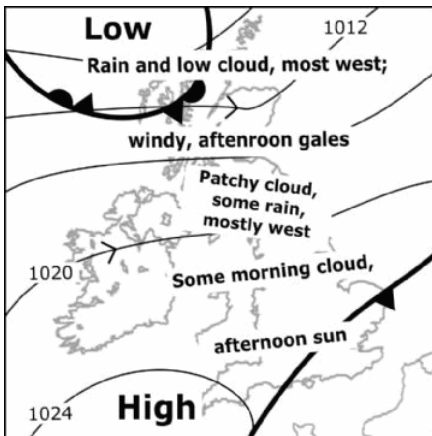 Low
1012
Rain and low cloud, most west;
windy, aftenroon gales
Patchy cloud,
some rain,
mostly west
1020
Some morning cloud,
afternoon sun
1024
High